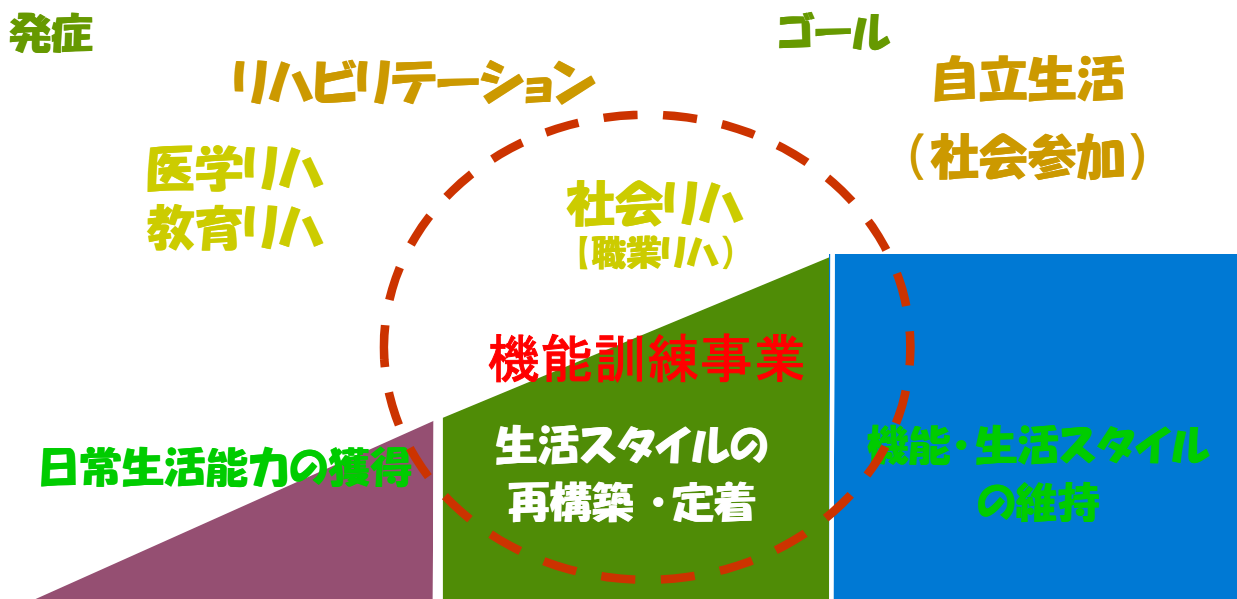 発症
ゴール
リハビリテーション
自立生活
（社会参加）
医学リハ
教育リハ
社会リハ
【職業リハ）
機能訓練事業
日常生活能力の獲得
生活スタイルの
再構築・定着
機能・生活スタイル
の維持